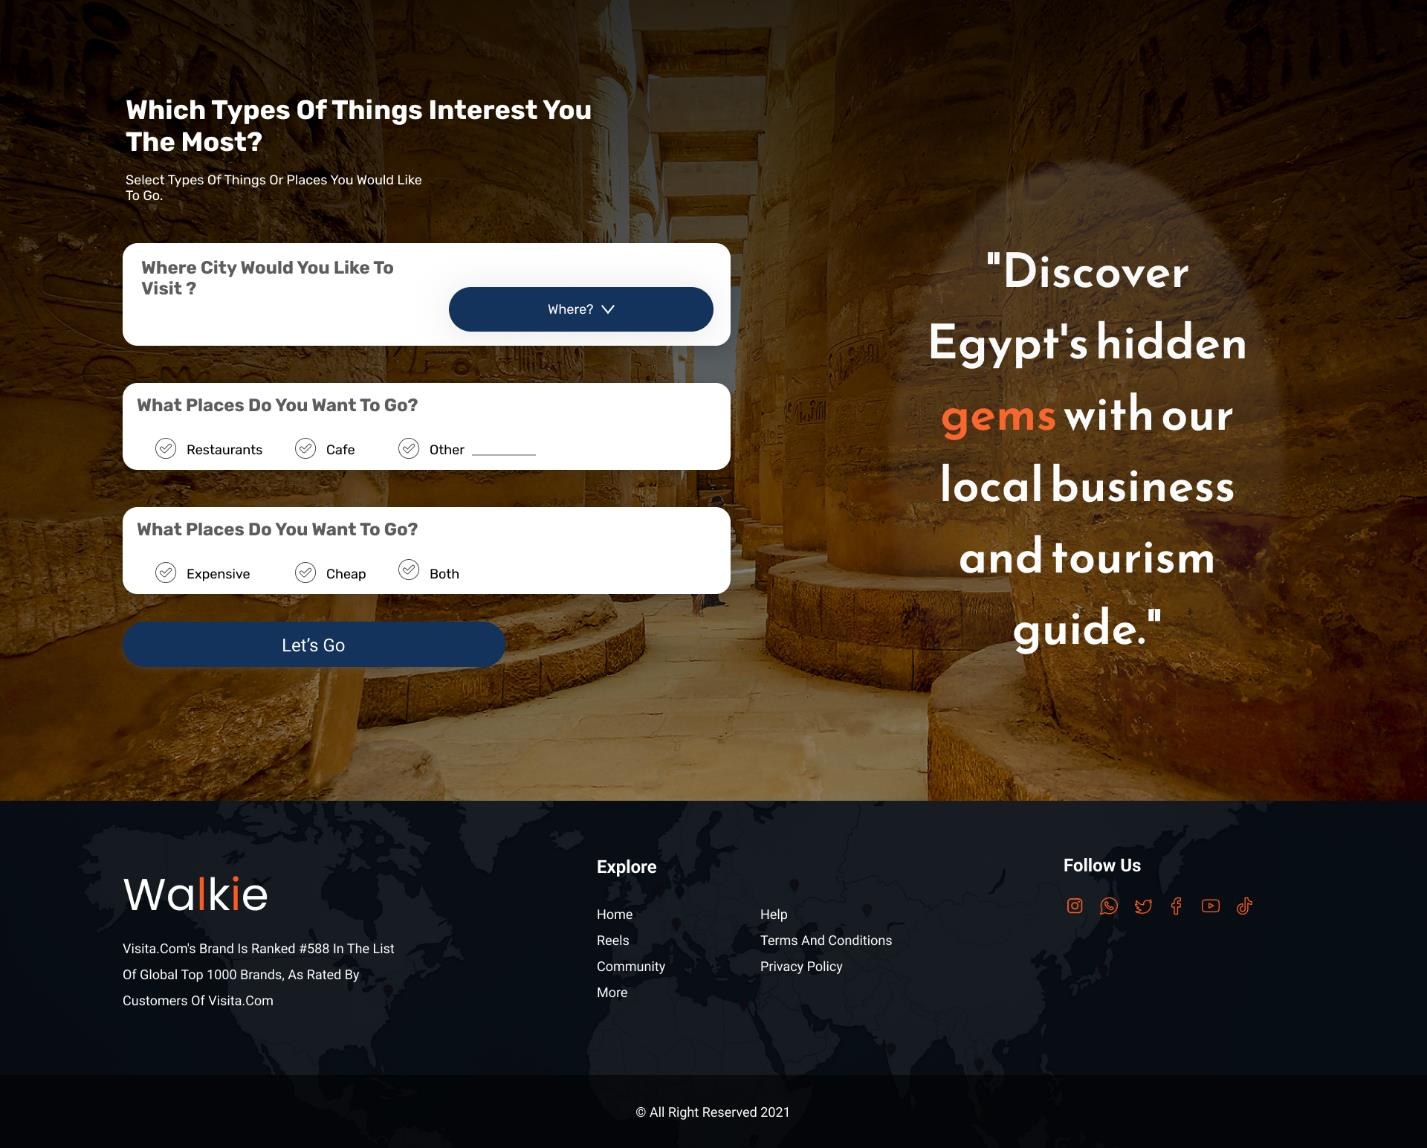 Which Types Of Things Interest You
The Most?
Select Types Of Things Or Places You Would Like
To Go.
Where City Would You Like To
Visit ?
Where?
What Places Do You Want To Go?
Restaurants
Cafe
Other
What Places Do You Want To Go?
Expensive
Cheap
Both
Let's Go
"Discover
Egypt's hidden
gems with our
local business
and tourism
guide."
Walkie
Visita.Com's Brand Is Ranked #588 In The List
Of Global Top 1000 Brands, As Rated By
Customers Of Visita.Com
Explore
Home
Reels
Community
More
Help
Terms And Conditions
Privacy Policy
Follow Us
© All Right Reserved 2021